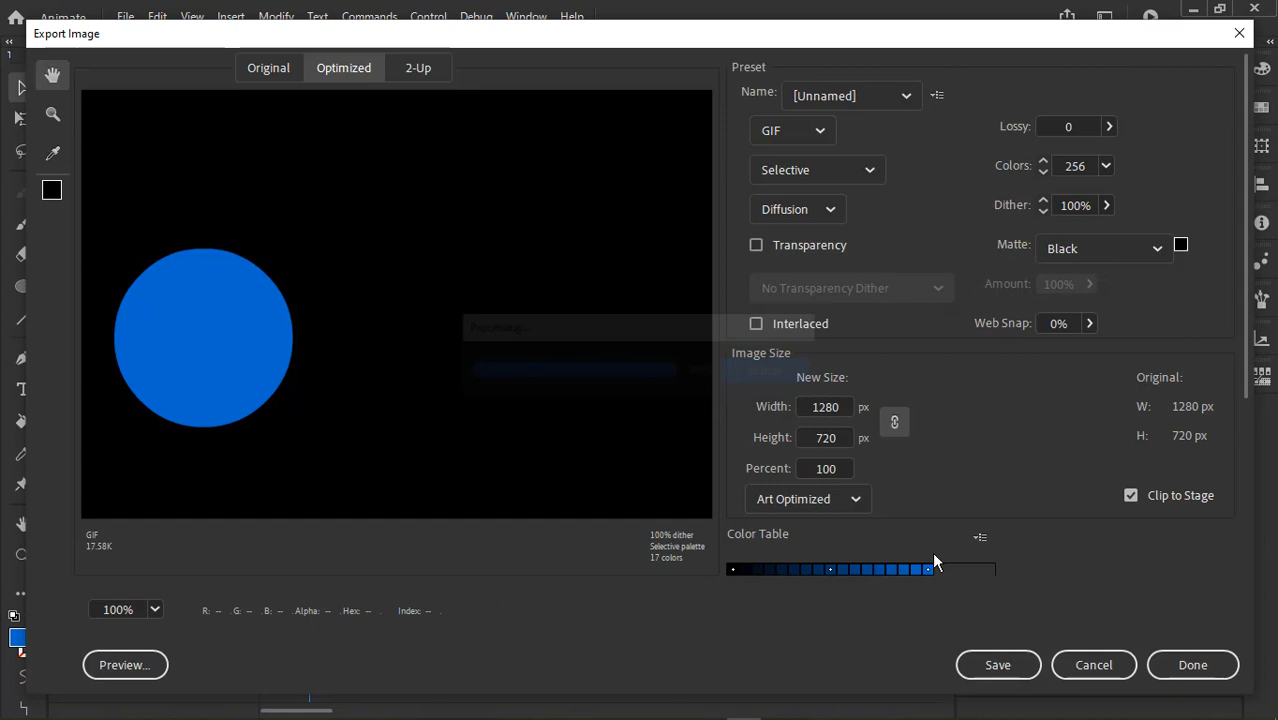 Animate File Edit View Insert Modify Text Commands Control Debug Window Help
Export Image
1
Original Optimized 2-Up
Preset
Name: [Unnamed]
GIF Lossy: 0
Selective Colors: 256
Diffusion Dither: 100%
Transparency Matte: Black
No Transparency Dither Amount: 100%
Interlaced Web Snap: 0%
Processing...
Image Size
New Size: Original:
Width: 1280 px W: 1280 px
Height: 720 px H: 720 px
Percent: 100
Art Optimized Clip to Stage
GIF
17.58K
100% dither
Selective palette
17 colors
Color Table
100% R: -- . G: -- . B: -- . Alpha: -- . Hex: -- . Index: -- .
Preview... Save Cancel Done